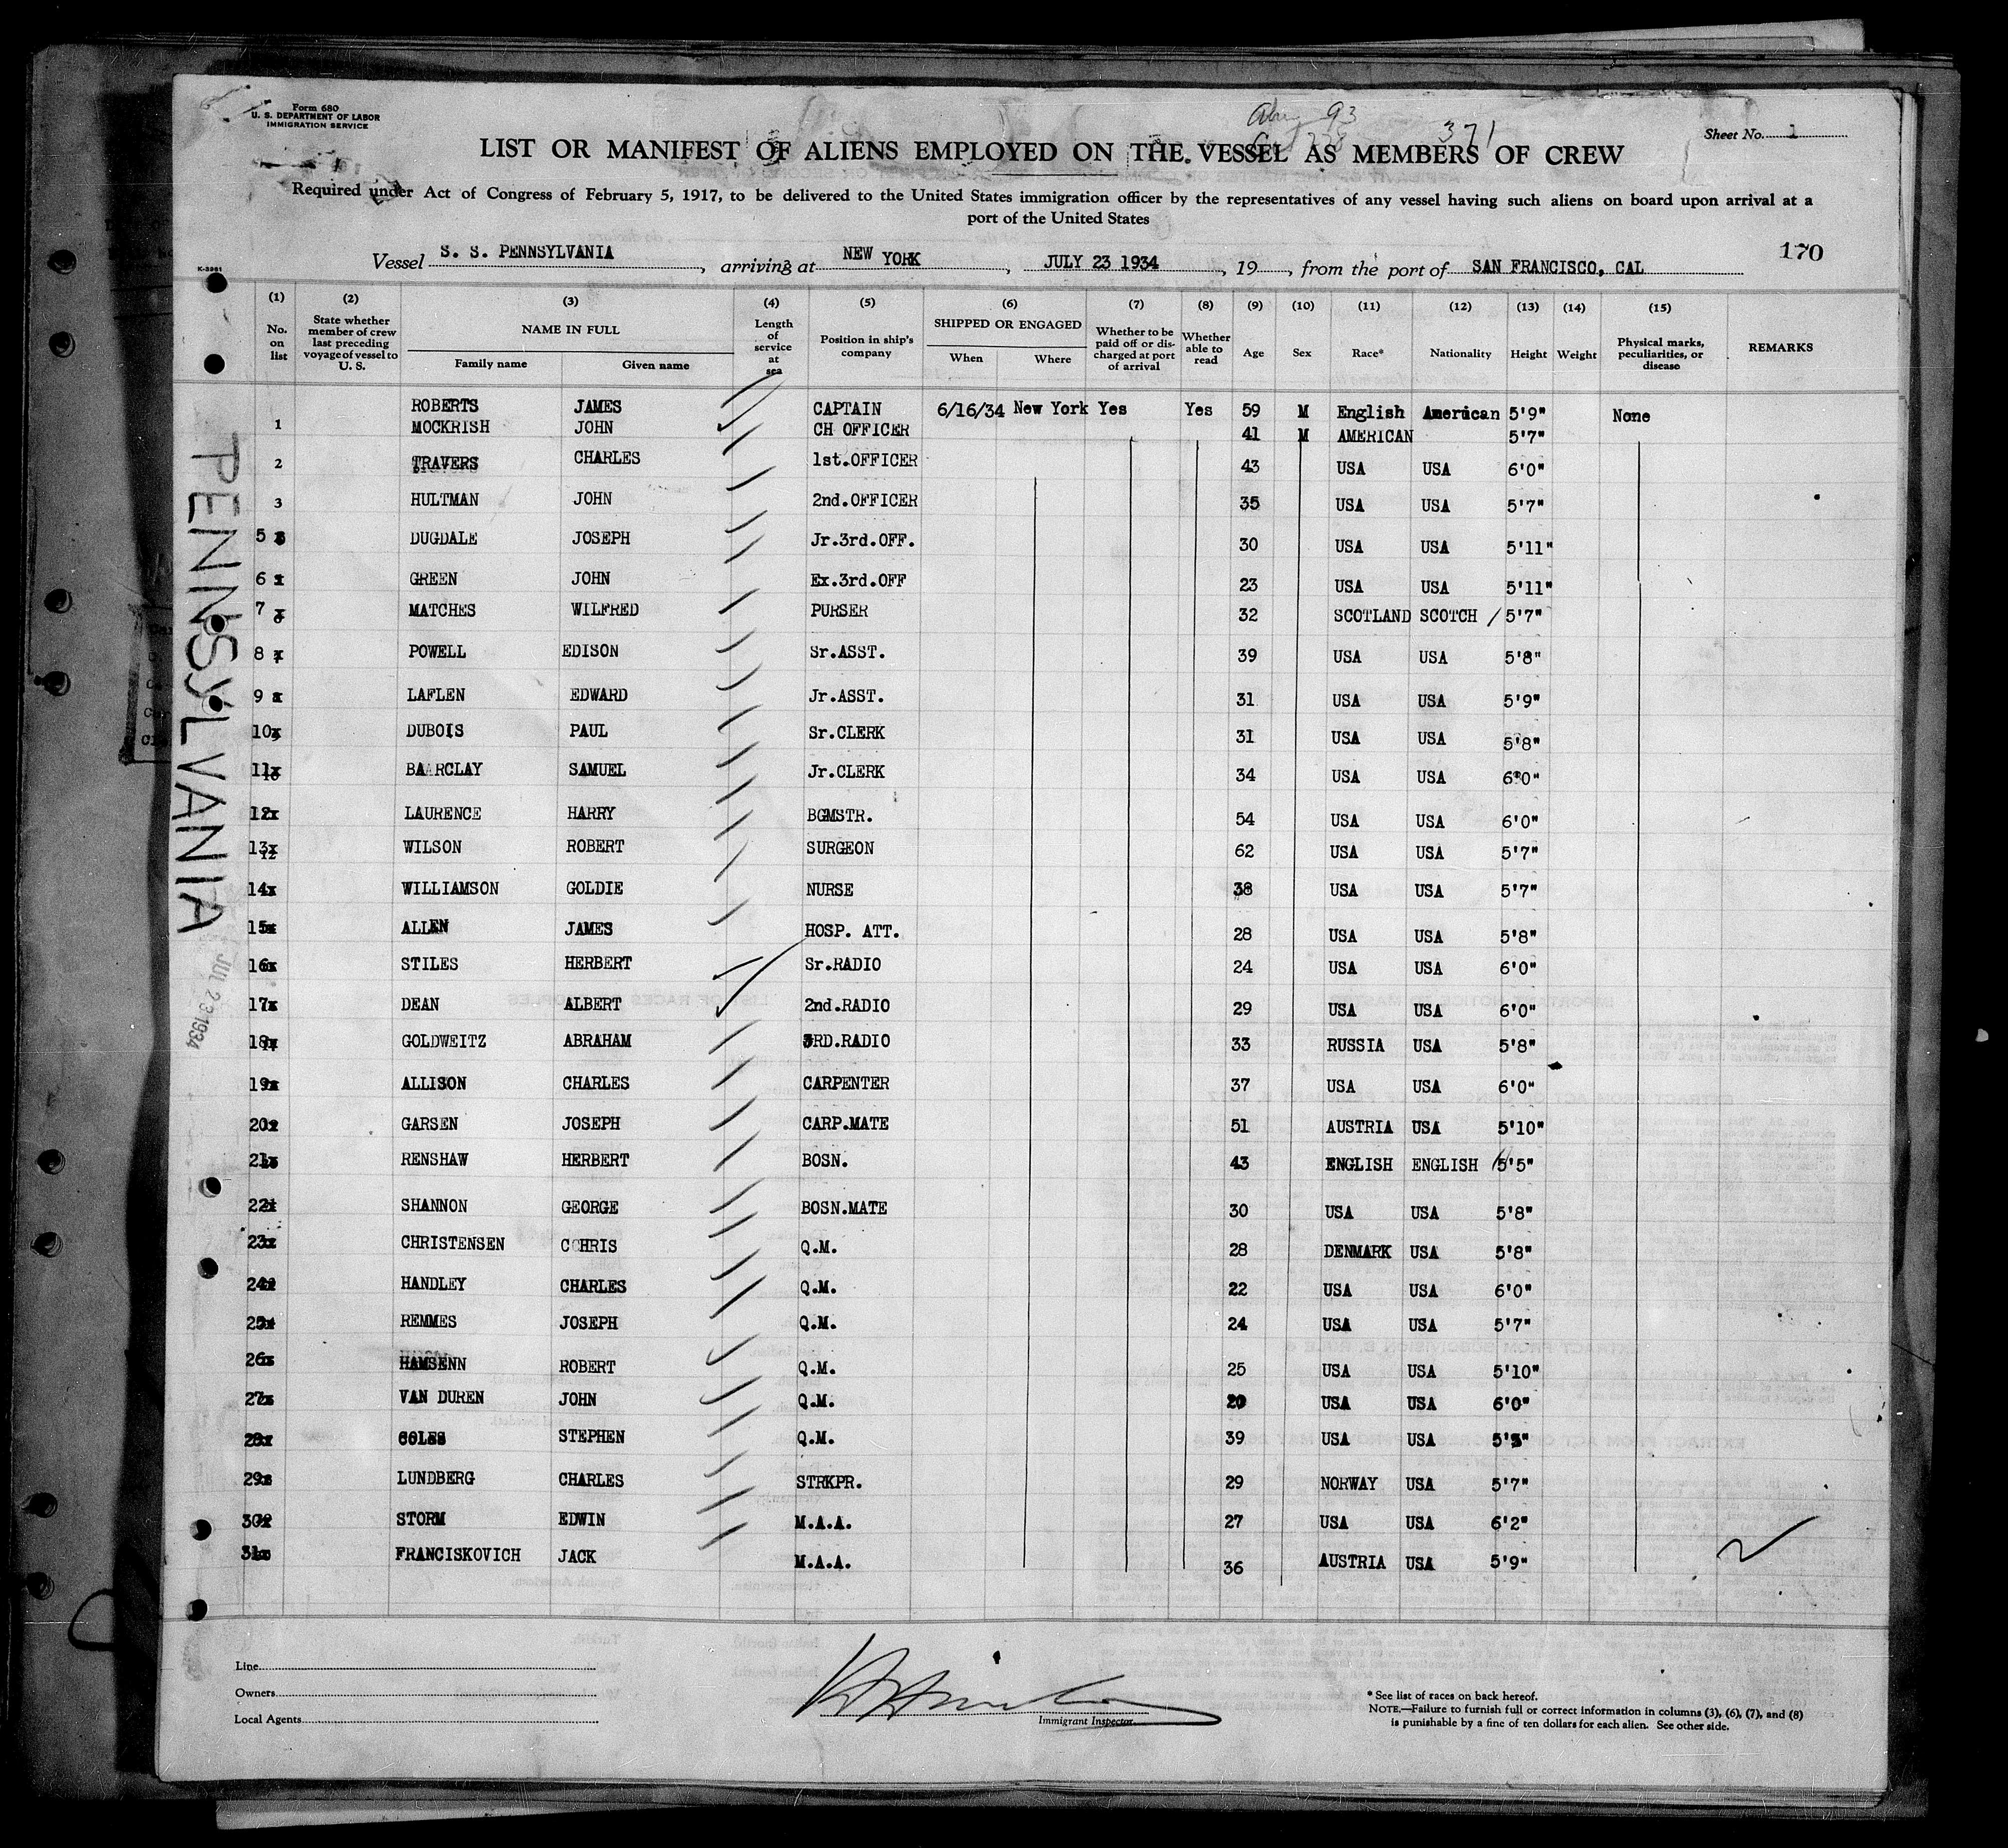 Form 680
U. S. DEPARTMENT OF LABOR
IMMIGRATION SERVICE
93
371
Sheet No. 1
LIST OR MANIFEST OF ALIENS EMPLOYED ON THE VESSEL AS MEMBERS OF CREW
Required under Act of Congress of February 5, 1917, to be delivered to the United States immigration officer by the representatives of any vessel having such aliens on board upon arrival at a
port of the United States
170
Vessel S. S. PENNSYLVANIA, arriving at NEW YORK, JULY 23 1934, 19, from the port of SAN FRANCISCO, CAL
(1) (2) (3) (4) (5) (6) (7) (8) (9) (10) (11) (12) (13) (14) (15)
No. on list State whether member of crew last preceding voyage of vessel to U. S. NAME IN FULL Family name Given name Length of service at sea Position in ship's company SHIPPED OR ENGAGED When Where Whether to be paid off or discharged at port of arrival Whether able to read Age Sex Race* Nationality Height Weight Physical marks, peculiarities, or disease REMARKS
ROBERTS JAMES CAPTAIN 6/16/34 New York Yes Yes 59 M English American 5'9" None
1 MOCKRISH JOHN CH OFFICER 41 M AMERICAN 5'7"
2 TRAVERS CHARLES 1st.OFFICER 43 USA USA 6'0"
3 HULTMAN JOHN 2nd.OFFICER 35 USA USA 5'7"
5 DUGDALE JOSEPH Jr.3rd.OFF. 30 USA USA 5'11"
6 GREEN JOHN Ex.3rd.OFF 23 USA USA 5'11"
7 MATCHES WILFRED PURSER 32 SCOTLAND SCOTCH 5'7"
8 POWELL EDISON Sr.ASST. 39 USA USA 5'8"
9 LAFLEN EDWARD Jr.ASST. 31 USA USA 5'9"
10 DUBOIS PAUL Sr.CLERK 31 USA USA 5'8"
11 BAARCLAY SAMUEL Jr.CLERK 34 USA USA 6'0"
12 LAURENCE HARRY BGMSTR. 54 USA USA 6'0"
13 WILSON ROBERT SURGEON 62 USA USA 5'7"
14 WILLIAMSON GOLDIE NURSE 38 USA USA 5'7"
15 ALLEN JAMES HOSP. ATT. 28 USA USA 5'8"
16 STILES HERBERT Sr.RADIO 24 USA USA 6'0"
17 DEAN ALBERT 2nd.RADIO 29 USA USA 6'0"
18 GOLDWEITZ ABRAHAM 3RD.RADIO 33 RUSSIA USA 5'8"
19 ALLISON CHARLES CARPENTER 37 USA USA 6'0"
20 GARSEN JOSEPH CARP.MATE 51 AUSTRIA USA 5'10"
21 RENSHAW HERBERT BOSN. 43 ENGLISH ENGLISH 5'5"
22 SHANNON GEORGE BOSN.MATE 30 USA USA 5'8"
23 CHRISTENSEN CCHRIS Q.M. 28 DENMARK USA 5'8"
24 HANDLEY CHARLES Q.M. 22 USA USA 6'0"
25 REMMES JOSEPH Q.M. 24 USA USA 5'7"
26 HAMSENN ROBERT Q.M. 25 USA USA 5'10"
27 VAN DUREN JOHN Q.M. 20 USA USA 6'0"
28 COLES STEPHEN Q.M. 39 USA USA
29 LUNDBERG CHARLES STRKPR. 29 NORWAY USA 5'7"
30 STORM EDWIN M.A.A. 27 USA USA 6'2"
31 FRANCISKOVICH JACK M.A.A. 36 AUSTRIA USA 5'9"
PENNSYLVANIA
JUL 23 1934
Line
Owners
Local Agents
Immigrant Inspector
* See list of races on back hereof.
NOTE.—Failure to furnish full or correct information in columns (3), (6), (7), and (8)
is punishable by a fine of ten dollars for each alien. See other side.